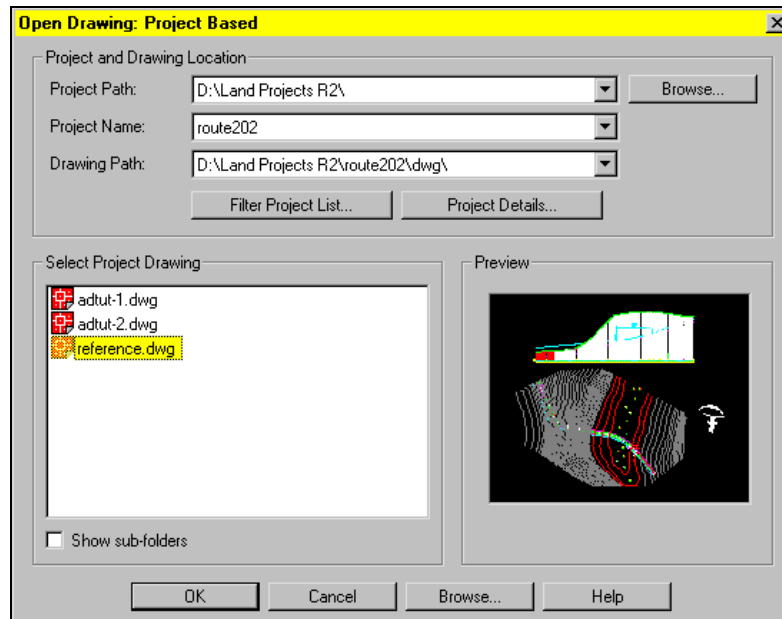 Open Drawing: Project Based
Project and Drawing Location
Project Path: D:\Land Projects R2\ Browse...
Project Name: route202
Drawing Path: D:\Land Projects R2\route202\dwg\
Filter Project List... Project Details...
Select Project Drawing
adtut-1.dwg
adtut-2.dwg
reference.dwg
Show sub-folders
Preview
OK Cancel Browse... Help